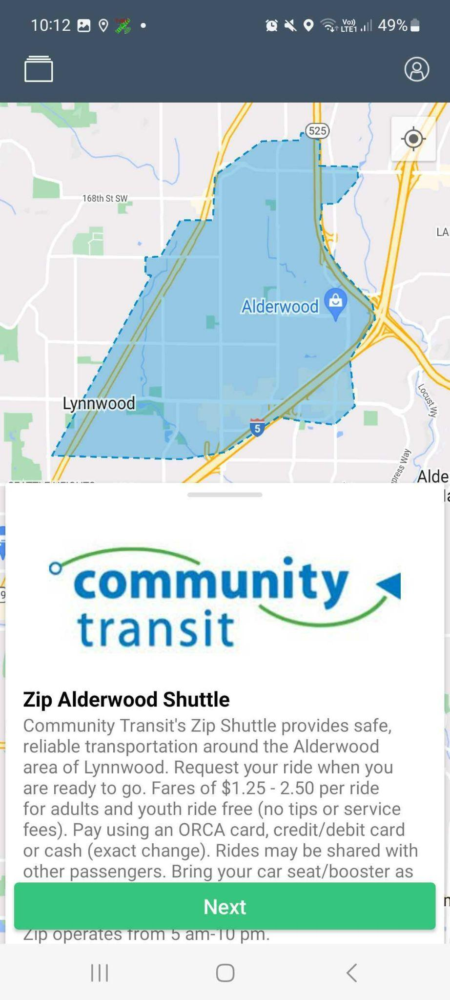 10:12
Vo))
LTE1
49%
525
168th St SW
LA
Alderwood
Lynnwood
Locust Wy
5
press Way
Alde
community
transit
Zip Alderwood Shuttle
Community Transit's Zip Shuttle provides safe,
reliable transportation around the Alderwood
area of Lynnwood. Request your ride when you
are ready to go. Fares of $1.25 - 2.50 per ride
for adults and youth ride free (no tips or service
fees). Pay using an ORCA card, credit/debit card
or cash (exact change). Rides may be shared with
other passengers. Bring your car seat/booster as
Next
Zip operates from 5 am-10 pm.